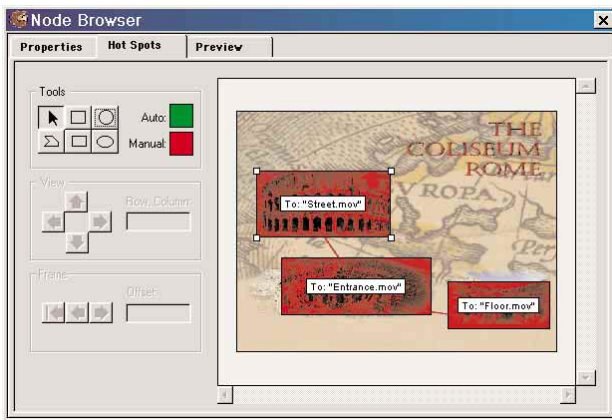 Node Browser
Properties
Hot Spots
Preview
Tools
Auto:
Manual:
View
Row, Column:
Frame
Offset:
THE
COLISEUM
ROME
VROPA
Per
To: "Street.mov"
To: "Entrance.mov"
To: "Floor.mov"